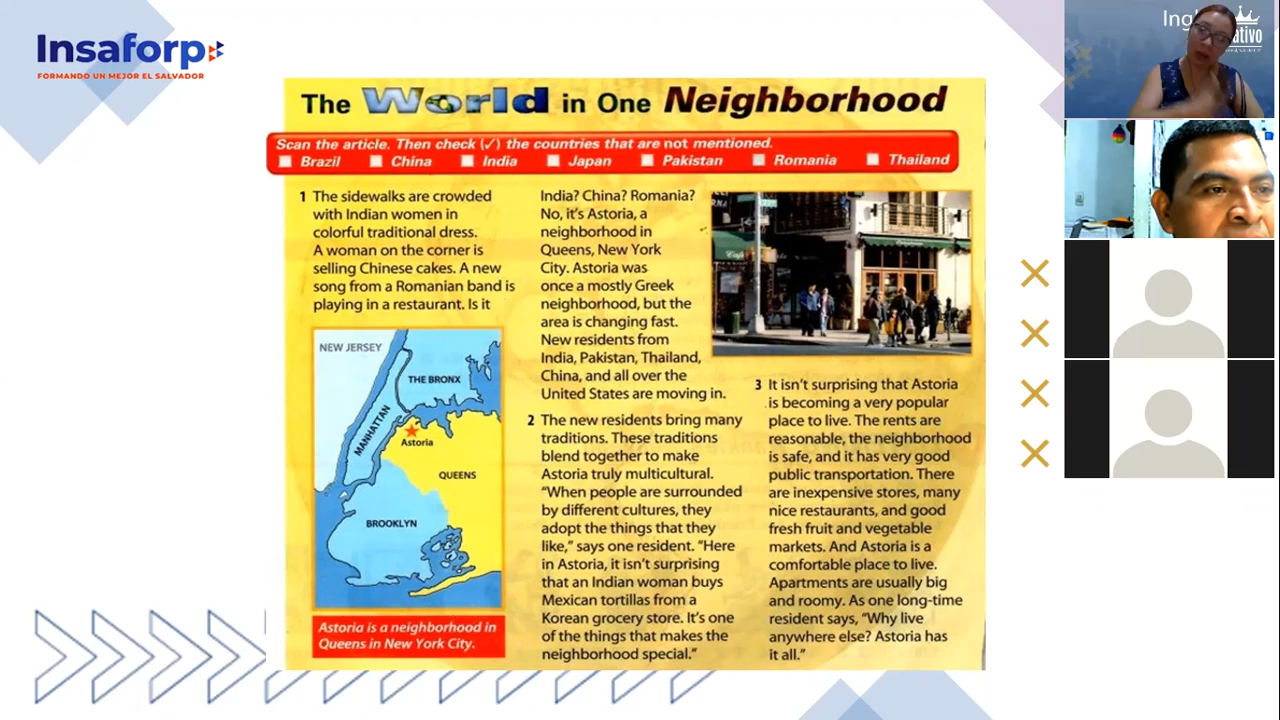 Insaforp
FORMANDO UN MEJOR EL SALVADOR
The World in One Neighborhood
Scan the article. Then check (✓) the countries that are not mentioned.
Brazil China India Japan Pakistan Romania Thailand
1 The sidewalks are crowded
with Indian women in
colorful traditional dress.
A woman on the corner is
selling Chinese cakes. A new
song from a Romanian band is
playing in a restaurant. Is it
NEW JERSEY
THE BRONX
MANHATTAN
Astoria
QUEENS
BROOKLYN
Astoria is a neighborhood in
Queens in New York City.
India? China? Romania?
No, it's Astoria, a
neighborhood in
Queens, New York
City. Astoria was
once a mostly Greek
neighborhood, but the
area is changing fast.
New residents from
India, Pakistan, Thailand,
China, and all over the
United States are moving in.
2 The new residents bring many
traditions. These traditions
blend together to make
Astoria truly multicultural.
"When people are surrounded
by different cultures, they
adopt the things that they
like," says one resident. "Here
in Astoria, it isn't surprising
that an Indian woman buys
Mexican tortillas from a
Korean grocery store. It's one
of the things that makes the
neighborhood special."
3 It isn't surprising that Astoria
is becoming a very popular
place to live. The rents are
reasonable, the neighborhood
is safe, and it has very good
public transportation. There
are inexpensive stores, many
nice restaurants, and good
fresh fruit and vegetable
markets. And Astoria is a
comfortable place to live.
Apartments are usually big
and roomy. As one long-time
resident says, "Why live
anywhere else? Astoria has
it all."